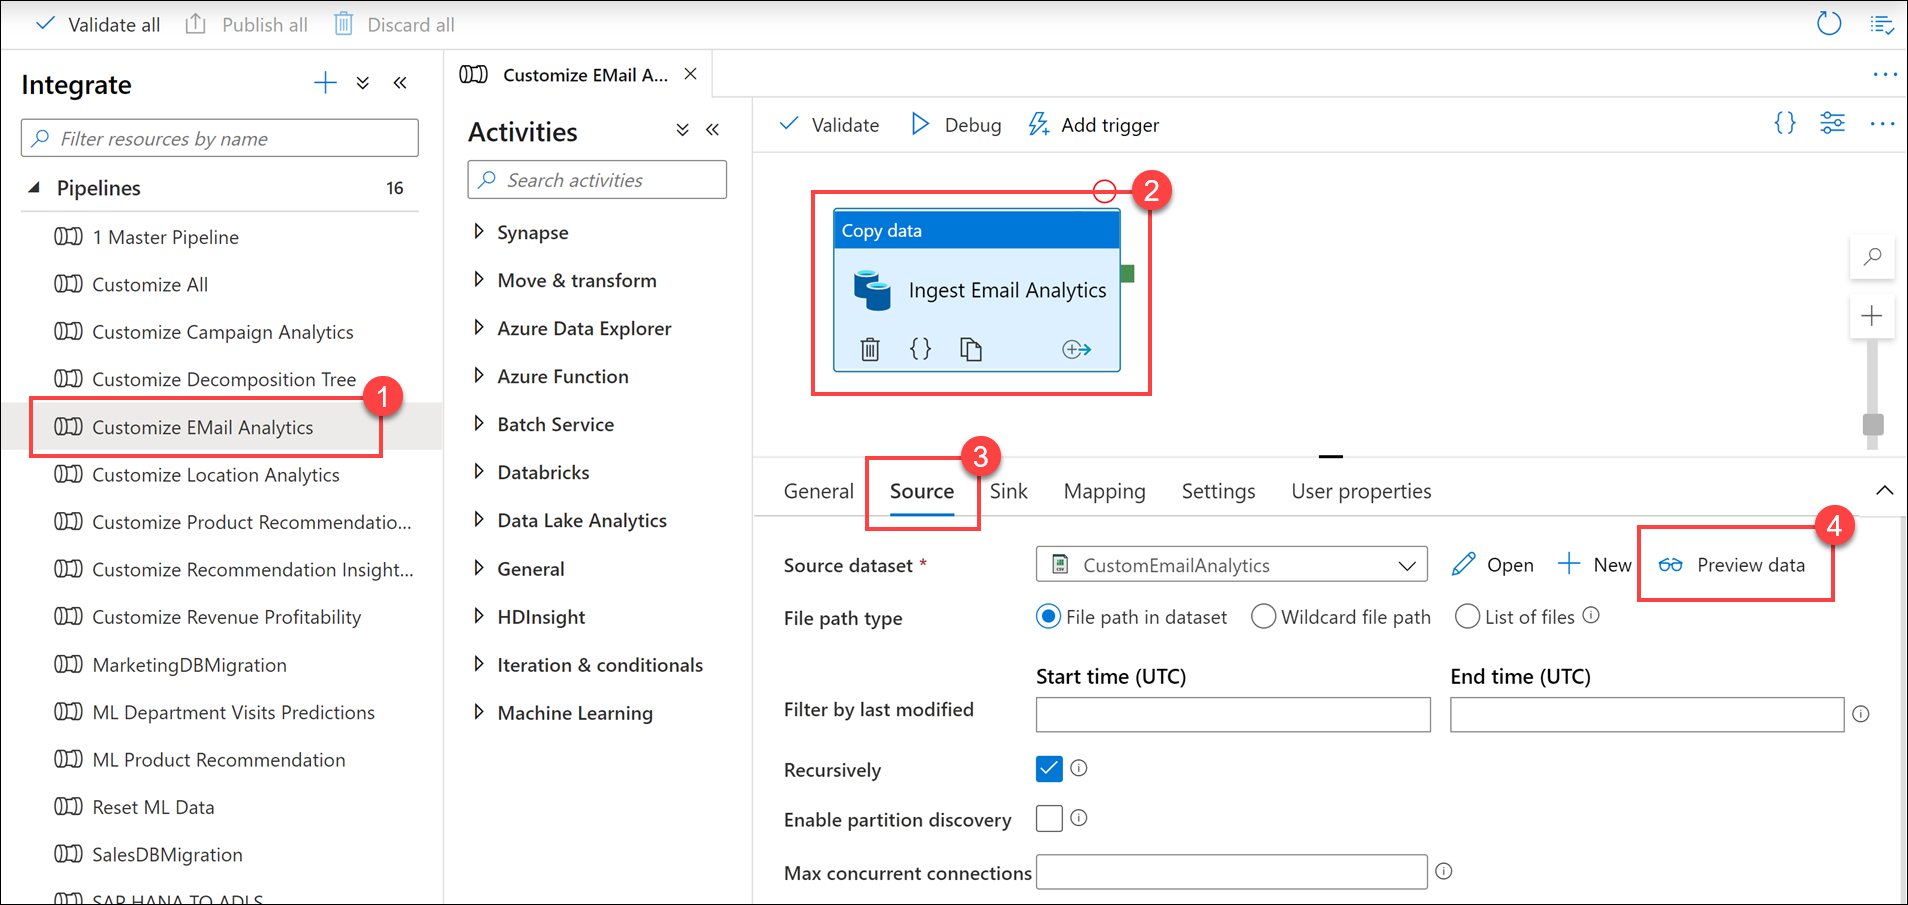 Validate all
Publish all
Discard all
Integrate
Filter resources by name
Pipelines 16
1 Master Pipeline
Customize All
Customize Campaign Analytics
Customize Decomposition Tree
1
Customize EMail Analytics
Customize Location Analytics
Customize Product Recommendatio...
Customize Recommendation Insight...
Customize Revenue Profitability
MarketingDBMigration
ML Department Visits Predictions
ML Product Recommendation
Reset ML Data
SalesDBMigration
SAP HANA TO ADLS
Customize EMail A...
Activities
Search activities
Synapse
Move & transform
Azure Data Explorer
Azure Function
Batch Service
Databricks
Data Lake Analytics
General
HDInsight
Iteration & conditionals
Machine Learning
Validate
Debug
Add trigger
2
Copy data
Ingest Email Analytics
3
General
Source
Sink
Mapping
Settings
User properties
4
Source dataset *
CustomEmailAnalytics
Open
New
Preview data
File path type
File path in dataset
Wildcard file path
List of files
Start time (UTC)
End time (UTC)
Filter by last modified
Recursively
Enable partition discovery
Max concurrent connections